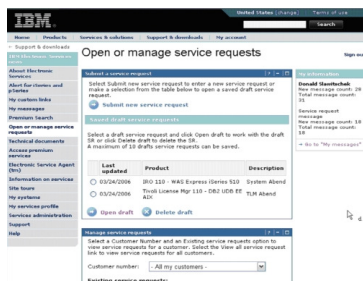 IBM
United States [change]
Terms of use
Search
Home
Products
Services & solutions
Support & downloads
My account
< Support & downloads
IBM Electronic Services
About Electronic Services
Alert for clories and
My custom links
My messages
Premium Search
Open or manage service requests
Technical documents
Access premium services
Electronic Service Agent (tm)
Information on services
Site tours
My systems
My services profile
Services administration
Support
Help
Open or manage service requests
Sign ou
Submit a service request
Select Submit new service request to enter a new service request or
make a selection from the table below to open a saved draft service
request.
Submit new service request
Saved draft service requests
Select a draft service request and click Open draft to work with the draft
SR or click Delete draft to delete the SR.
A maximum of 10 drafts service requests can be saved.
Last updated
Product
Description
03/24/2006
IRO 110 - WAS Express iSeries 510
System Abend
03/24/2006
Tivoli License Mgr 110 - DB2 UDB EE AIX
TLM Abend
Open draft
Delete draft
Manage service requests
Select a Customer Number and an Existing service requests option to
view service requests for a customer. Select the View all service request
link to view service requests for all customers.
Customer number:
- All my customers -
Existing service requests:
My information
Donald Slamitschek
New message count: 28
Total message count:
31
Service request
message
New message count: 18
Total message count:
18
Go to "My messages"